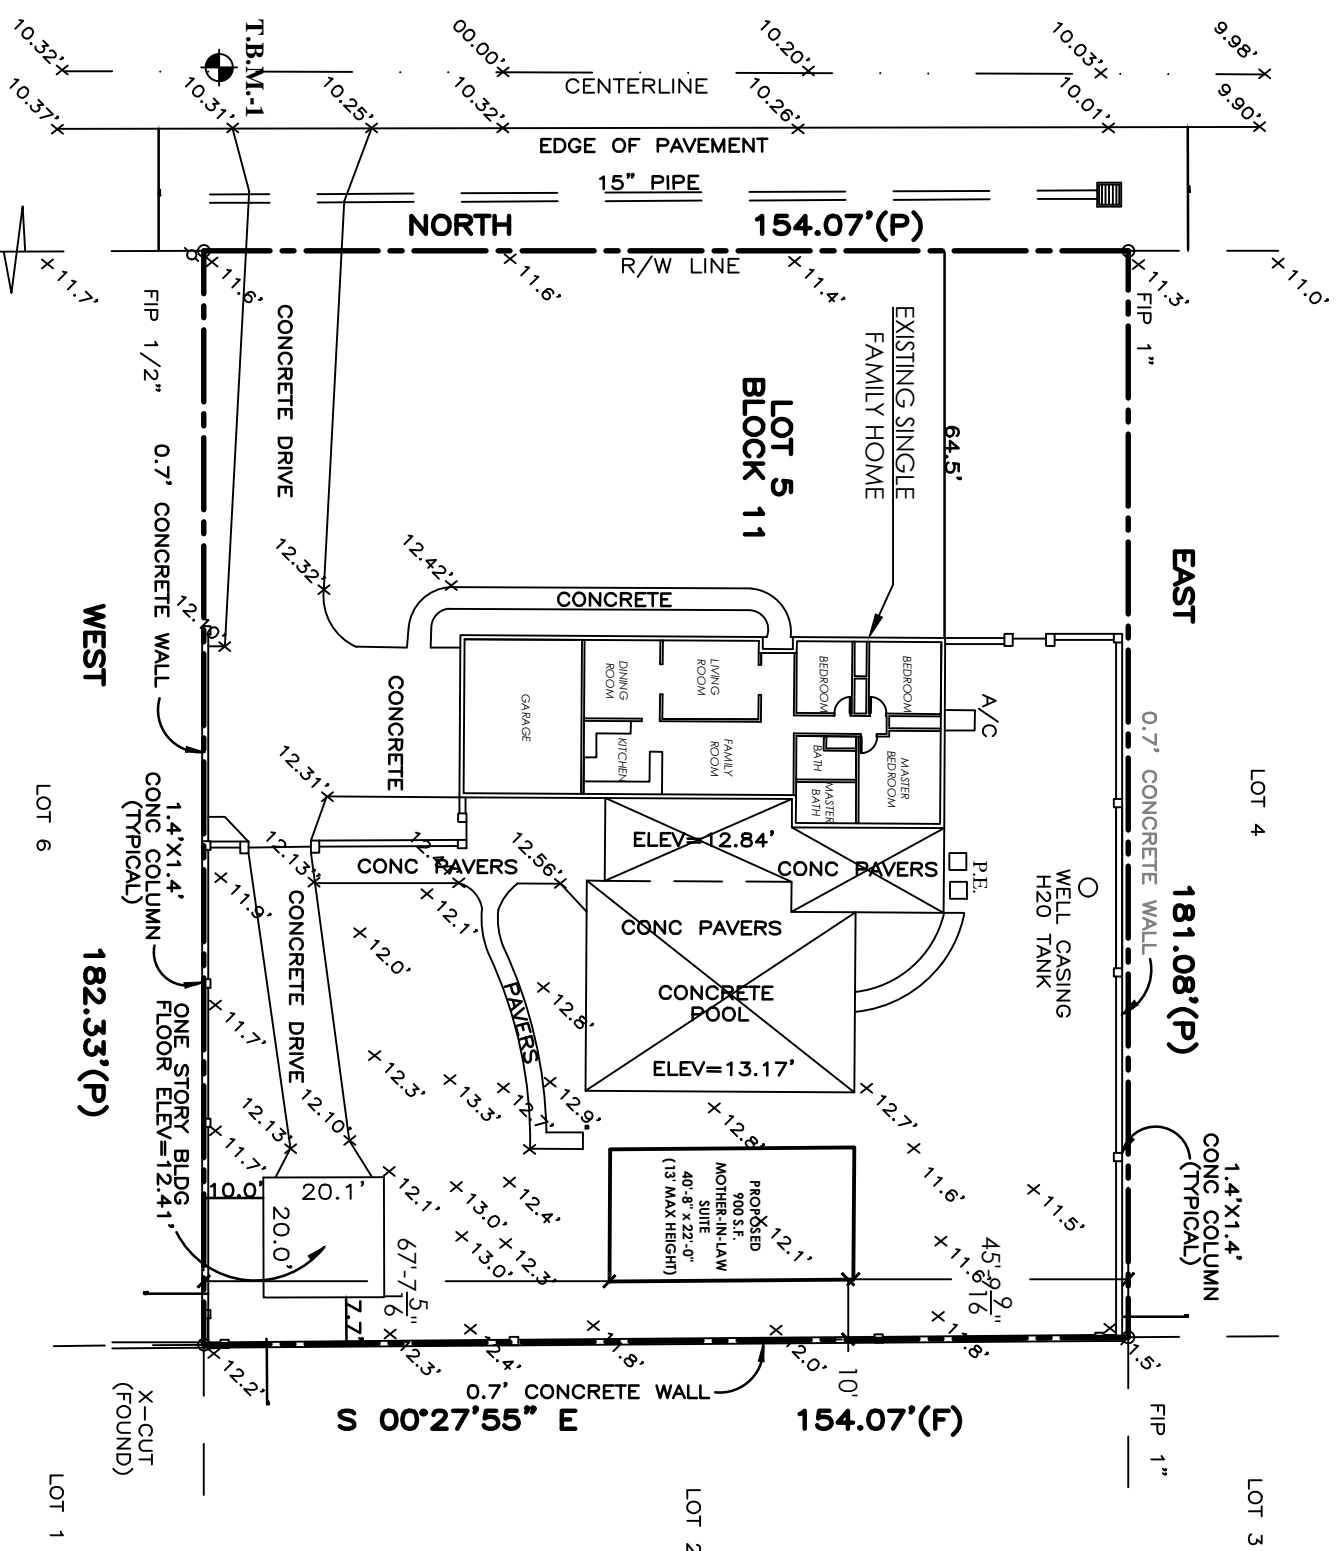 10.32'
00.00'
10.20'
10.03'
9.98'
T.B.M.-1
CENTERLINE
10.37'
10.31'
10.25'
10.32'
10.26'
10.01'
9.90'
EDGE OF PAVEMENT
15" PIPE
NORTH
154.07'(P)
R/W LINE
11.7'
11.6'
11.6'
11.4'
11.3'
11.0'
FIP 1/2"
FIP 1"
CONCRETE DRIVE
EXISTING SINGLE
FAMILY HOME
LOT 5
BLOCK 11
64.5'
0.7' CONCRETE WALL
EAST
181.08'(P)
WEST
182.33'(P)
12.32'
12.42'
CONCRETE
CONCRETE
GARAGE
DINING
ROOM
LIVING
ROOM
KITCHEN
FAMILY
ROOM
BEDROOM
BEDROOM
BATH
MASTER
BATH
MASTER
BEDROOM
A/C
0.7' CONCRETE WALL
LOT 4
LOT 6
12.31'
1.4'X1.4'
CONC COLUMN
(TYPICAL)
12.13'
CONC PAVERS
12.56'
ELEV=12.84'
CONC PAVERS
P.E.
WELL CASING
H20 TANK
11.9'
12.1'
12.0'
CONCRETE DRIVE
CONC PAVERS
CONCRETE
POOL
ELEV=13.17'
PAVERS
12.8'
11.7'
12.3'
13.3'
12.7'
12.9'
12.8'
12.7'
11.6'
11.5'
12.13'
12.10'
11.7'
ONE STORY BLDG
FLOOR ELEV=12.41'
10.0'
20.1'
20.0'
7.7'
12.1'
13.0'
12.4'
13.0'
12.3'
PROPOSED
900 S.F.
MOTHER-IN-LAW
SUITE
40'-8" x 22'-0"
(13' MAX HEIGHT)
12.1'
11.6'
67'-7 5/16"
45'-9 9/16"
1.4'X1.4'
CONC COLUMN
(TYPICAL)
12.2'
12.3'
12.0'
10'
0.7' CONCRETE WALL
S 00°27'55" E
154.07'(F)
X-CUT
(FOUND)
FIP 1"
LOT 1
LOT 2
LOT 3